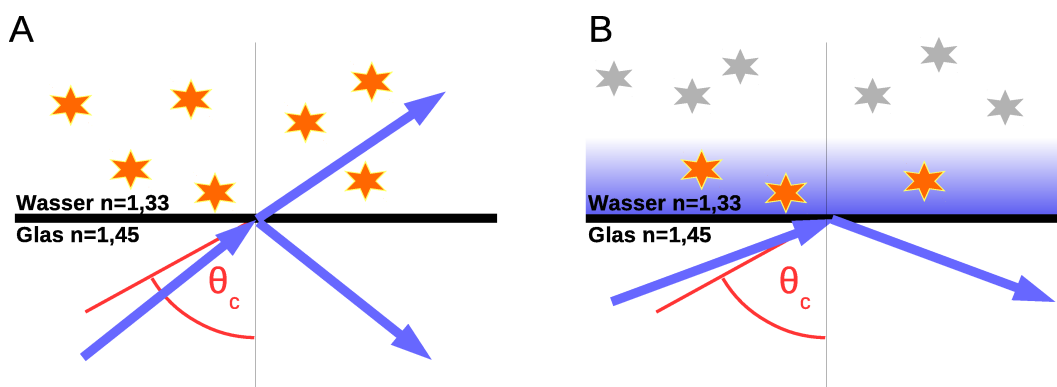 A
Wasser n=1,33
Glas n=1,45
θc
B
Wasser n=1,33
Glas n=1,45
θc